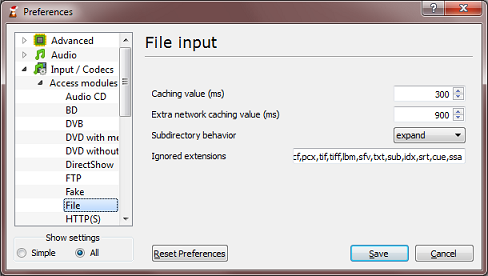 Preferences
Advanced
Audio
Input / Codecs
Access modules
Audio CD
BD
DVB
DVD with me
DVD without
DirectShow
FTP
Fake
File
HTTP(S)
Show settings
Simple All
File input
Caching value (ms) 300
Extra network caching value (ms) 900
Subdirectory behavior expand
Ignored extensions cf,pcx,tif,tiff,lbm,sfv,txt,sub,idx,srt,cue,ssa
Reset Preferences Save Cancel